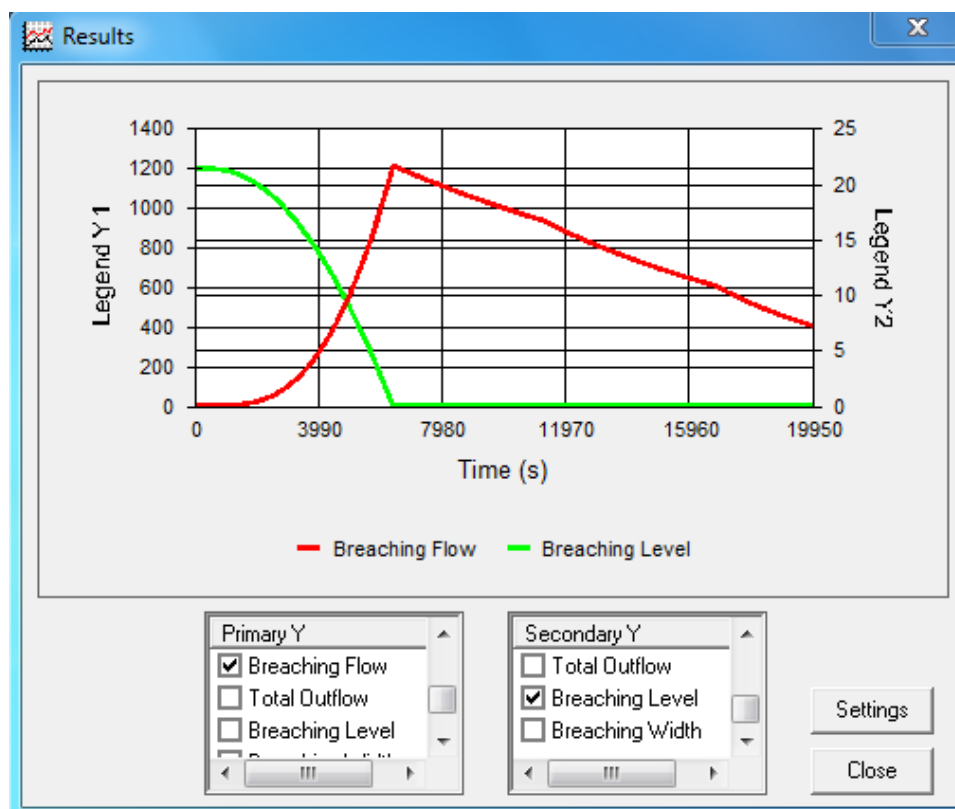 Results
X
1400
1200
1000
800
600
400
200
0
Legend Y1
25
20
15
10
5
0
Legend Y2
0 3990 7980 11970 15960 19950
Time (s)
Breaching Flow Breaching Level
Primary Y
Breaching Flow
Total Outflow
Breaching Level
Secondary Y
Total Outflow
Breaching Level
Breaching Width
Settings
Close